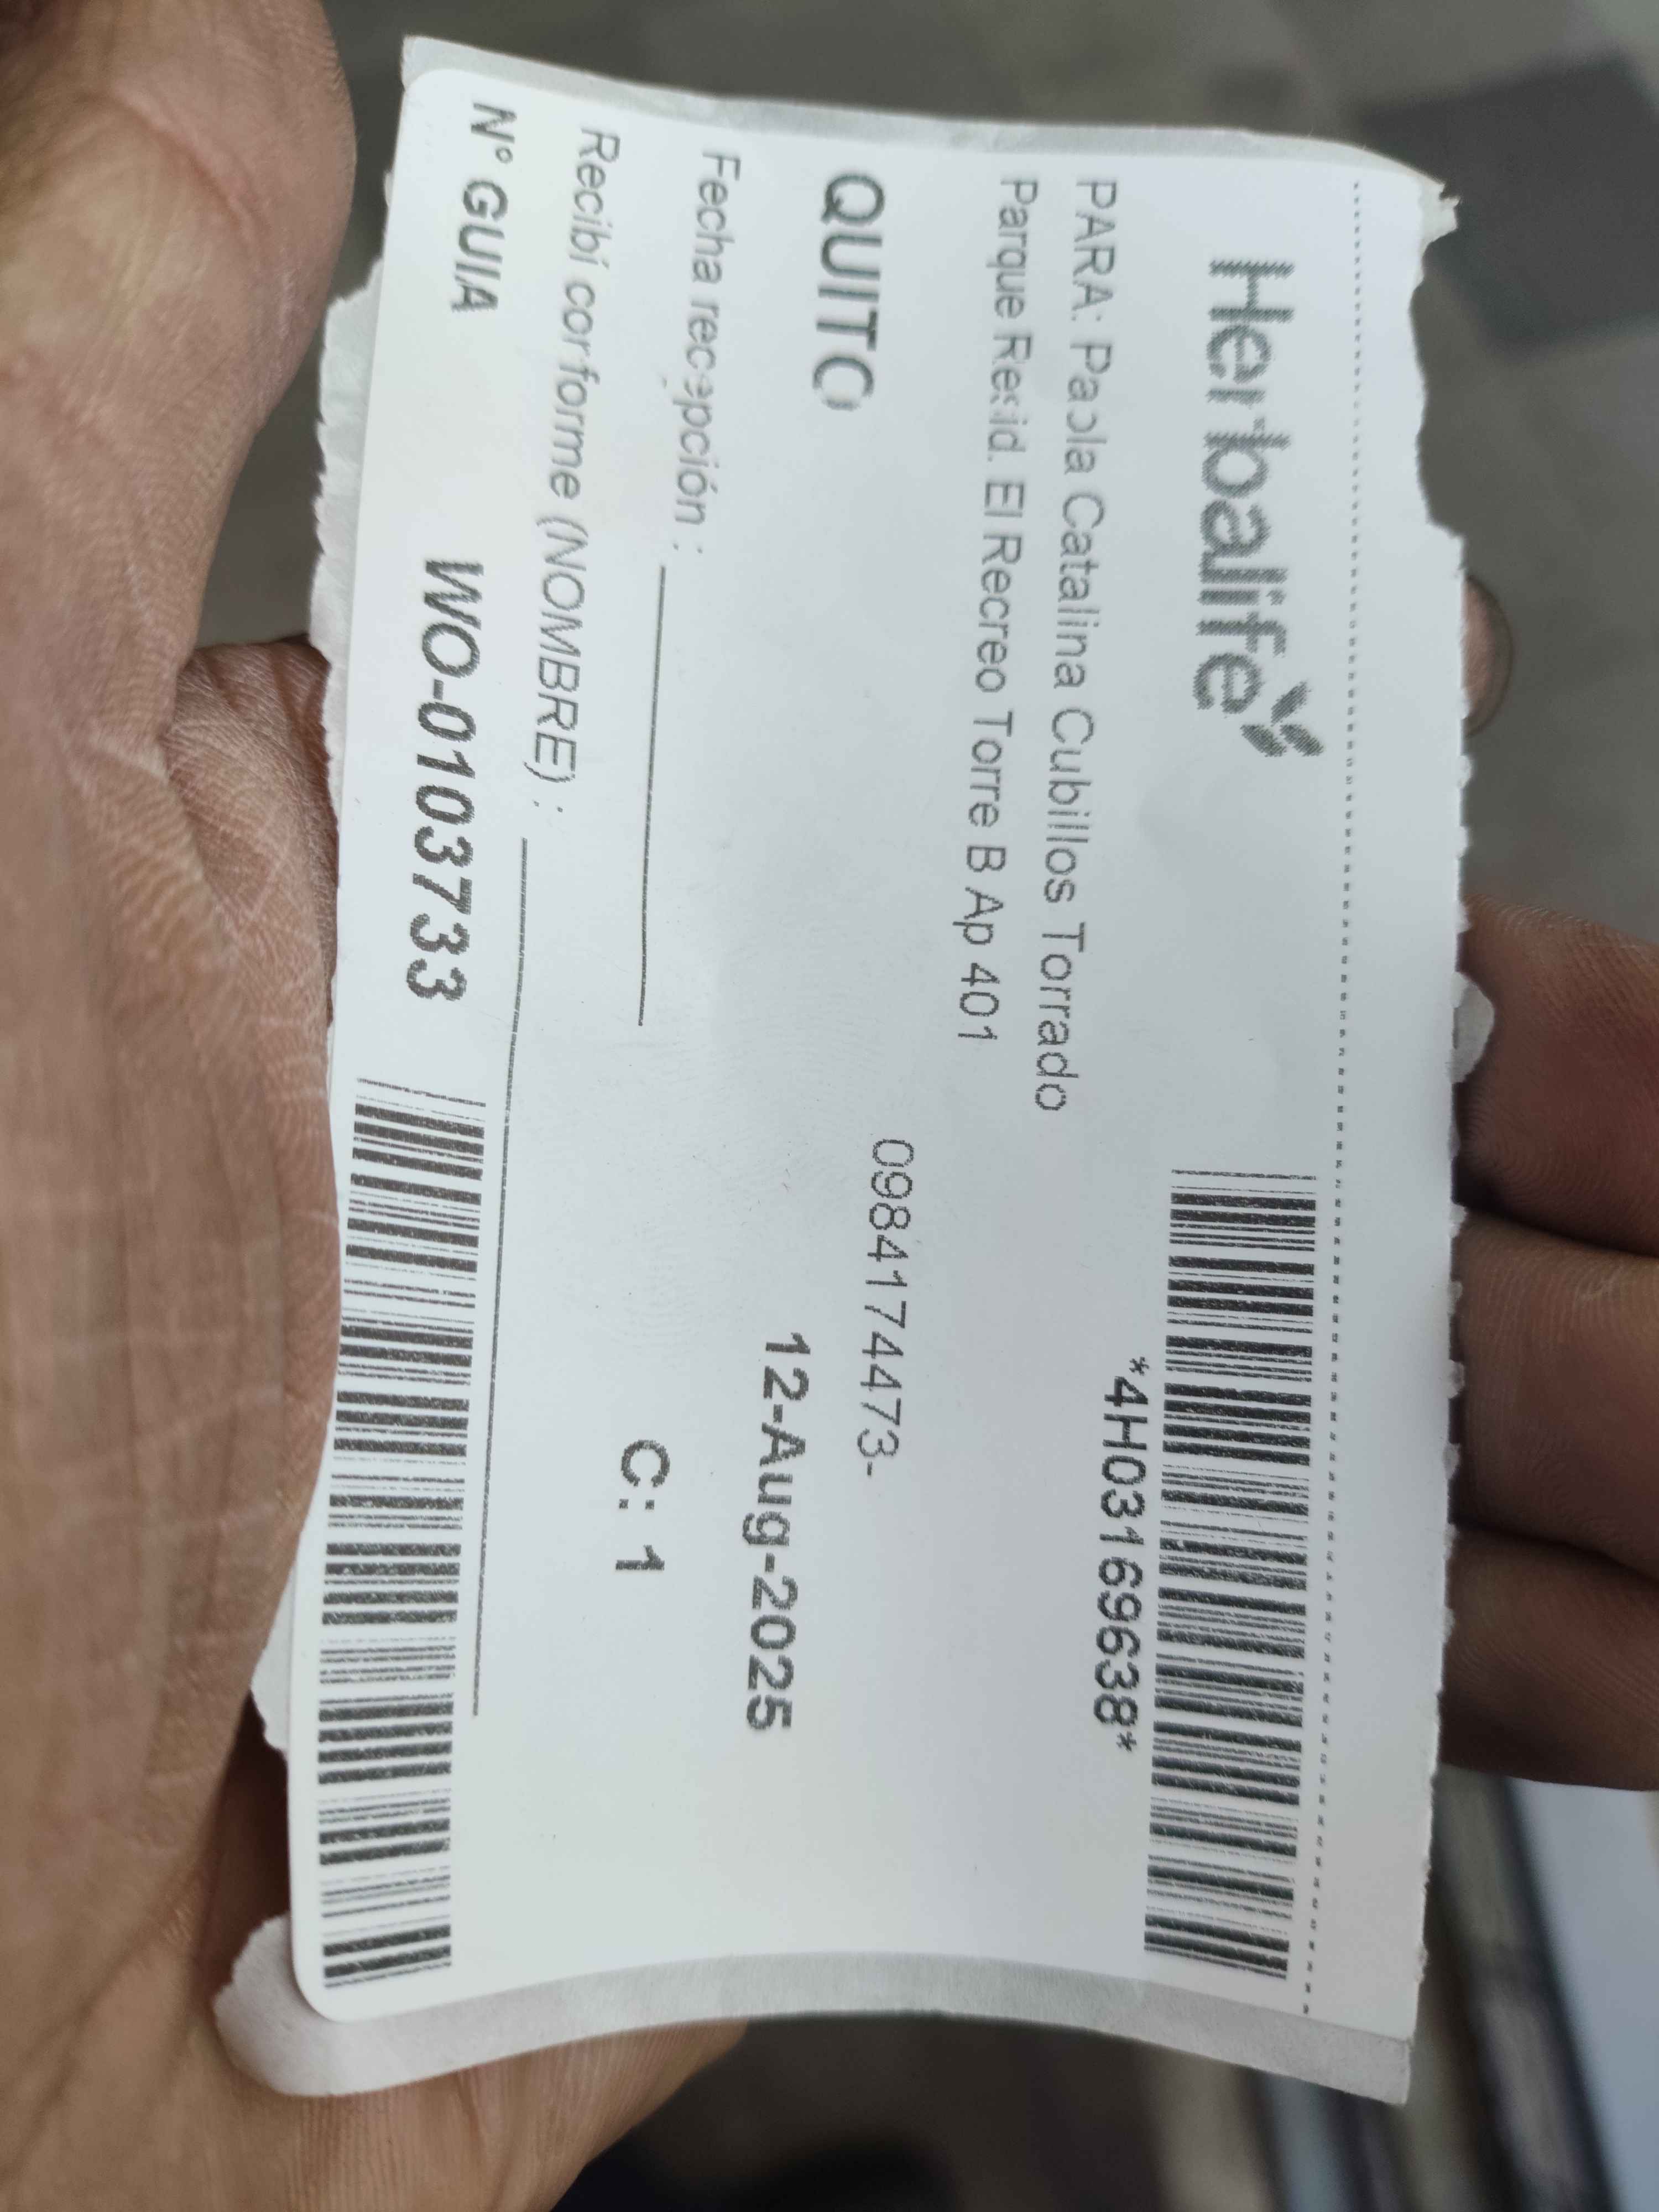 Herbalife
*4H03169638*
PARA: Paola Catalina Cubillos Torrado
Parque Resid. El Recreo Torre B Ap 401
0984174473-
QUITO
12-Aug-2025
Fecha recepción :
C: 1
Recibí conforme (NOMBRE) :
N° GUIA WO-0103733